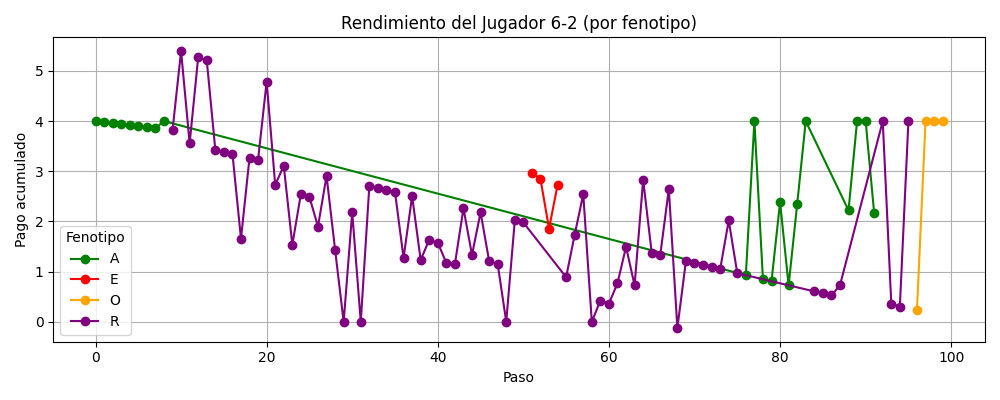 Rendimiento del Jugador 6-2 (por fenotipo)
Pago acumulado
5
4
3
2
1
0
Fenotipo
A
E
O
R
0 20 40 60 80 100
Paso